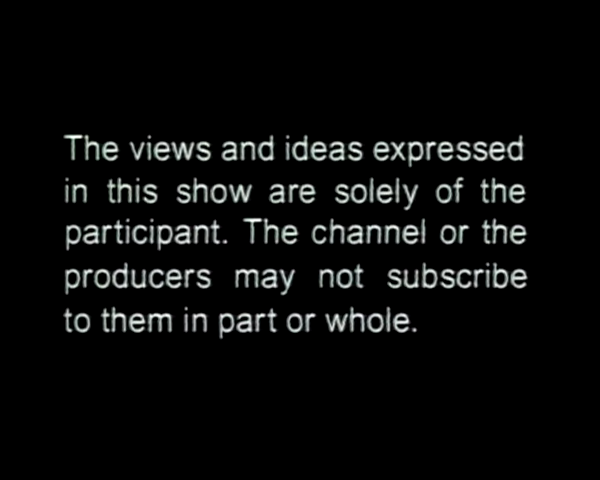 The views and ideas expressed
in this show are solely of the
participant. The channel or the
producers may not subscribe
to them in part or whole.